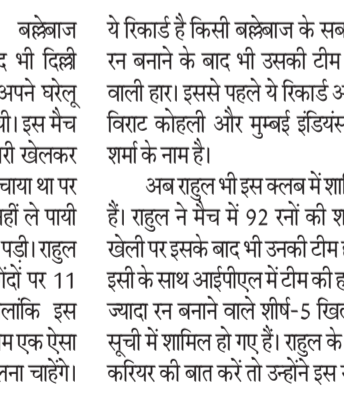 बल्लेबाज
भी दिल्ली
अपने घरेलू
इस मैच
खेलकर
था पर
ले पायी
पड़ी। राहुल
पर 11
इस
एक ऐसा
चाहेंगे।
ये रिकार्ड है किसी बल्लेबाज के सब
रन बनाने के बाद भी उसकी टीम
वाली हार। इससे पहले ये रिकार्ड
विराट कोहली और मुम्बई इंडियंस
शर्मा के नाम है।
अब राहुल भी इस क्लब में
हैं। राहुल ने मैच में 92 रनों की
खेली पर इसके बाद भी उनकी टीम
इसी के साथ आईपीएल में टीम की
ज्यादा रन बनाने वाले शीर्ष-5
सूची में शामिल हो गए हैं। राहुल के
करियर की बात करें तो उन्होंने इस